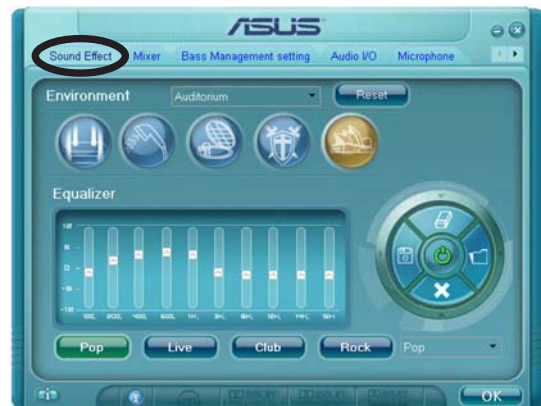 ASUS
Sound Effect Mixer Bass Management setting Audio I/O Microphone
Environment Auditorium Reset
Equalizer
Pop Live Club Rock Pop
OK